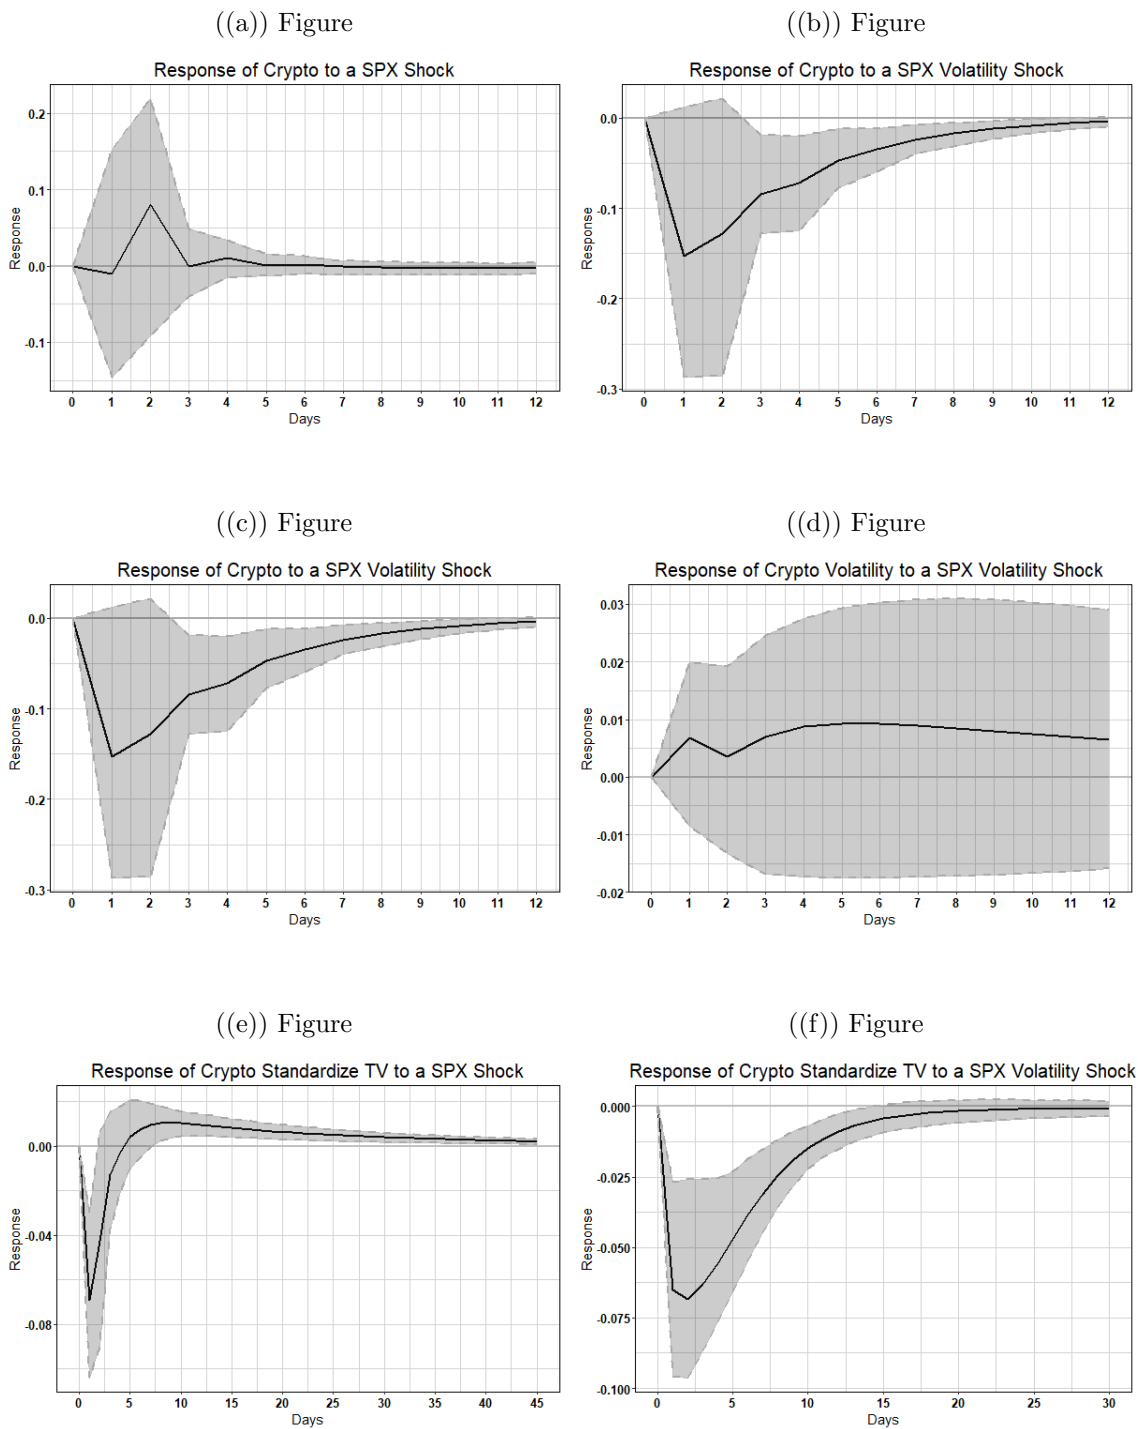 ((a)) Figure
Response of Crypto to a SPX Shock
Response
0.2
0.1
0.0
-0.1
0 1 2 3 4 5 6 7 8 9 10 11 12
Days
((b)) Figure
Response of Crypto to a SPX Volatility Shock
Response
0.0
-0.1
-0.2
-0.3
0 1 2 3 4 5 6 7 8 9 10 11 12
Days
((c)) Figure
Response of Crypto to a SPX Volatility Shock
Response
0.0
-0.1
-0.2
-0.3
0 1 2 3 4 5 6 7 8 9 10 11 12
Days
((d)) Figure
Response of Crypto Volatility to a SPX Volatility Shock
Response
0.03
0.02
0.01
0.00
-0.01
-0.02
0 1 2 3 4 5 6 7 8 9 10 11 12
Days
((e)) Figure
Response of Crypto Standardize TV to a SPX Shock
Response
0.00
-0.04
-0.08
0 5 10 15 20 25 30 35 40 45
Days
((f)) Figure
Response of Crypto Standardize TV to a SPX Volatility Shock
Response
0.000
-0.025
-0.050
-0.075
-0.100
0 5 10 15 20 25 30
Days